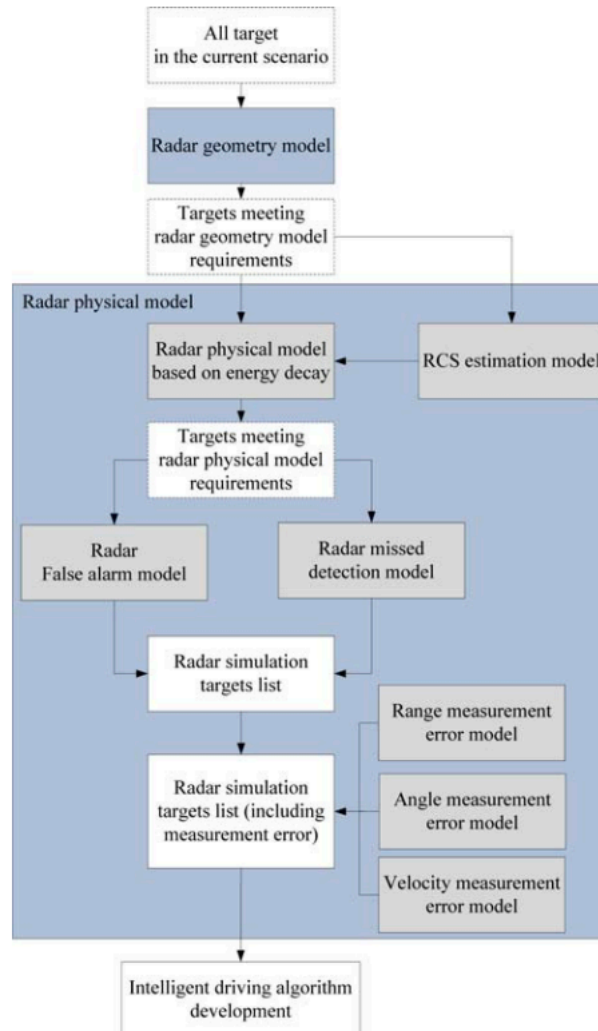 All target
in the current scenario
Radar geometry model
Targets meeting
radar geometry model
requirements
Radar physical model
Radar physical model
based on energy decay
RCS estimation model
Targets meeting
radar physical model
requirements
Radar
False alarm model
Radar missed
detection model
Radar simulation
targets list
Range measurement
error model
Radar simulation
targets list (including
measurement error)
Angle measurement
error model
Velocity measurement
error model
Intelligent driving algorithm
development